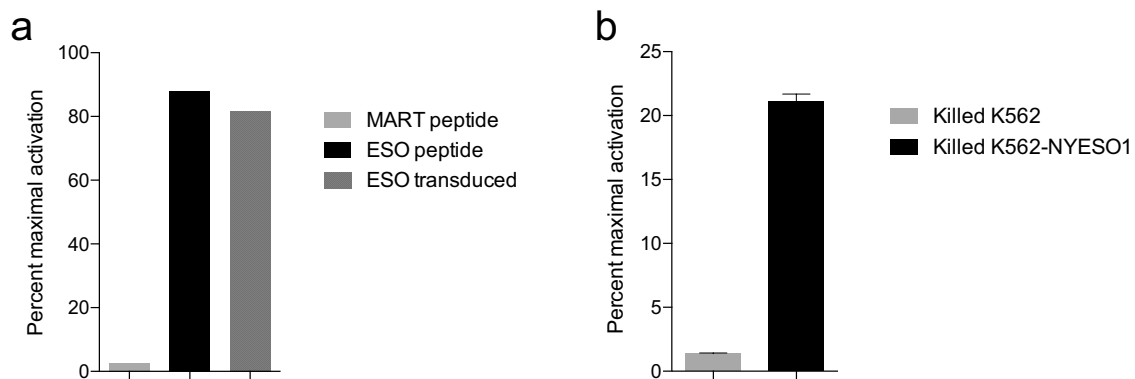 a
Percent maximal activation
100
80
60
40
20
0
MART peptide
ESO peptide
ESO transduced
b
Percent maximal activation
25
20
15
10
5
0
Killed K562
Killed K562-NYESO1